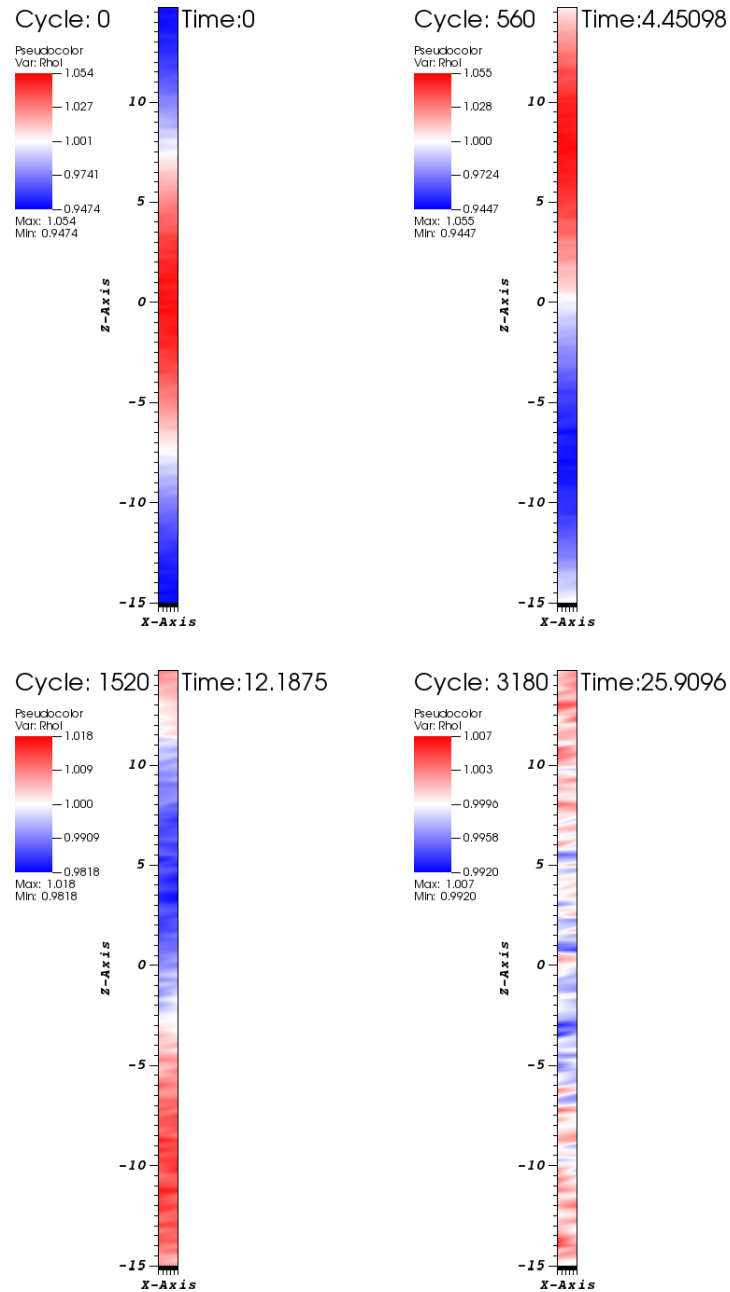 Cycle: 0 Time:0
Pseudocolor
Var: RhoI
1.054
1.027
1.001
0.9741
0.9474
Max: 1.054
Min: 0.9474
10
5
0
-5
-10
-15
Z-Axis
X-Axis
Cycle: 560 Time:4.45098
Pseudocolor
Var: RhoI
1.055
1.028
1.000
0.9724
0.9447
Max: 1.055
Min: 0.9447
10
5
0
-5
-10
-15
Z-Axis
X-Axis
Cycle: 1520 Time:12.1875
Pseudocolor
Var: RhoI
1.018
1.009
1.000
0.9909
0.9818
Max: 1.018
Min: 0.9818
10
5
0
-5
-10
-15
Z-Axis
X-Axis
Cycle: 3180 Time:25.9096
Pseudocolor
Var: RhoI
1.007
1.003
0.9996
0.9958
0.9920
Max: 1.007
Min: 0.9920
10
5
0
-5
-10
-15
Z-Axis
X-Axis